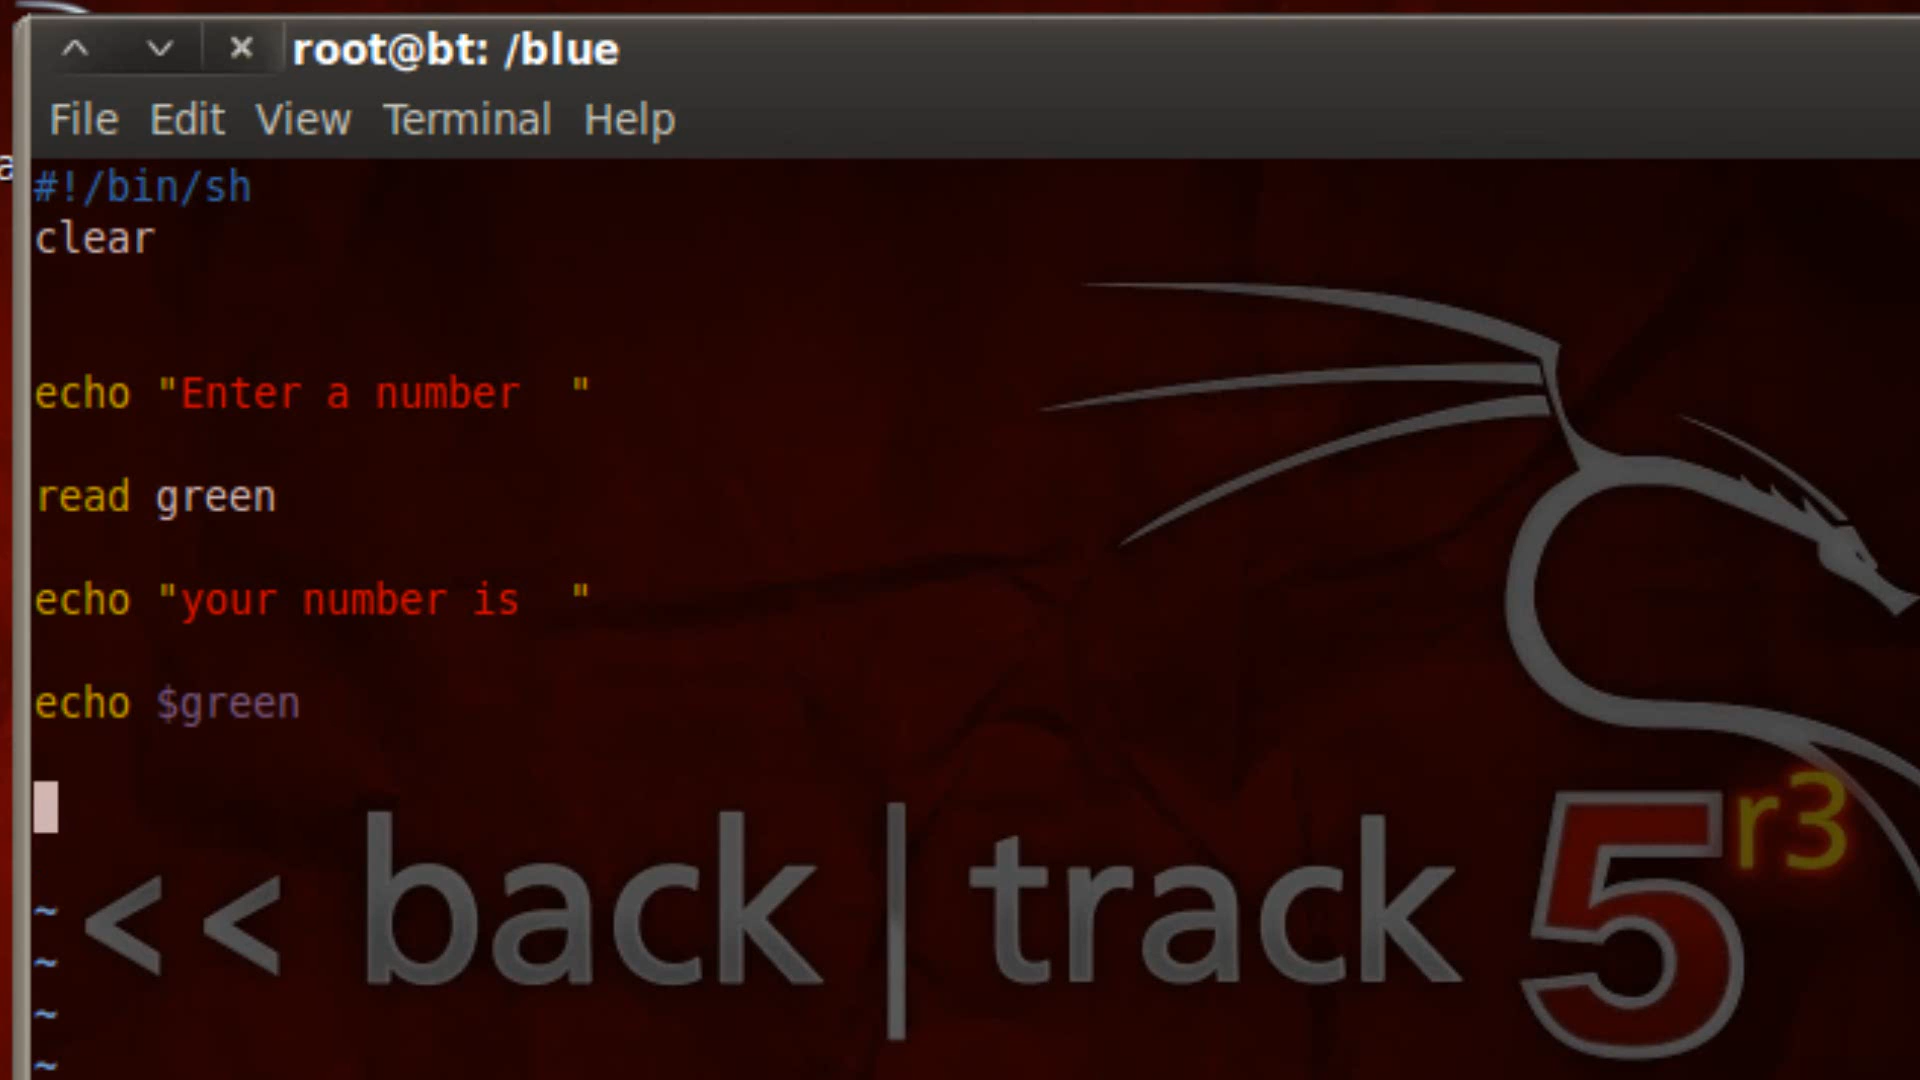 root@bt: /blue
File Edit View Terminal Help
a
#!/bin/sh
clear
echo "Enter a number  "
read green
echo "your number is  "
echo $green
<< back | track 5 r3
~
~
~
~